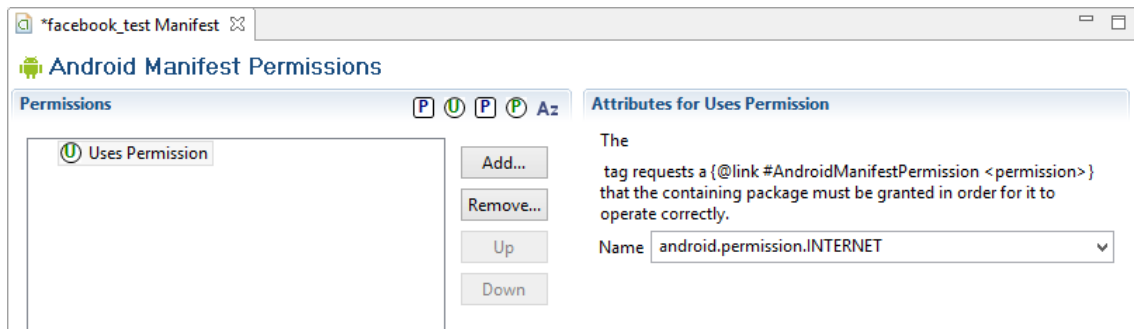 *facebook_test Manifest
Android Manifest Permissions
Permissions
P U P P Az
Uses Permission
Add...
Remove...
Up
Down
Attributes for Uses Permission
The
tag requests a {@link #AndroidManifestPermission <permission>}
that the containing package must be granted in order for it to
operate correctly.
Name android.permission.INTERNET